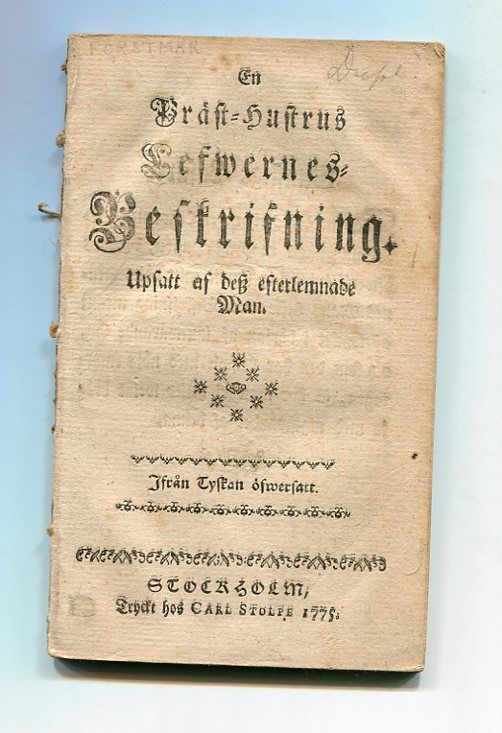 FORSTMAR
En
Präst-Hustrus
Lefwernes-
Beskrifning.
Upsatt af deß efterlemnade
Man.
Ifrån Tyskan öfwersatt.
STOCKHOLM,
Tryckt hos CARL STOLPE 1775.